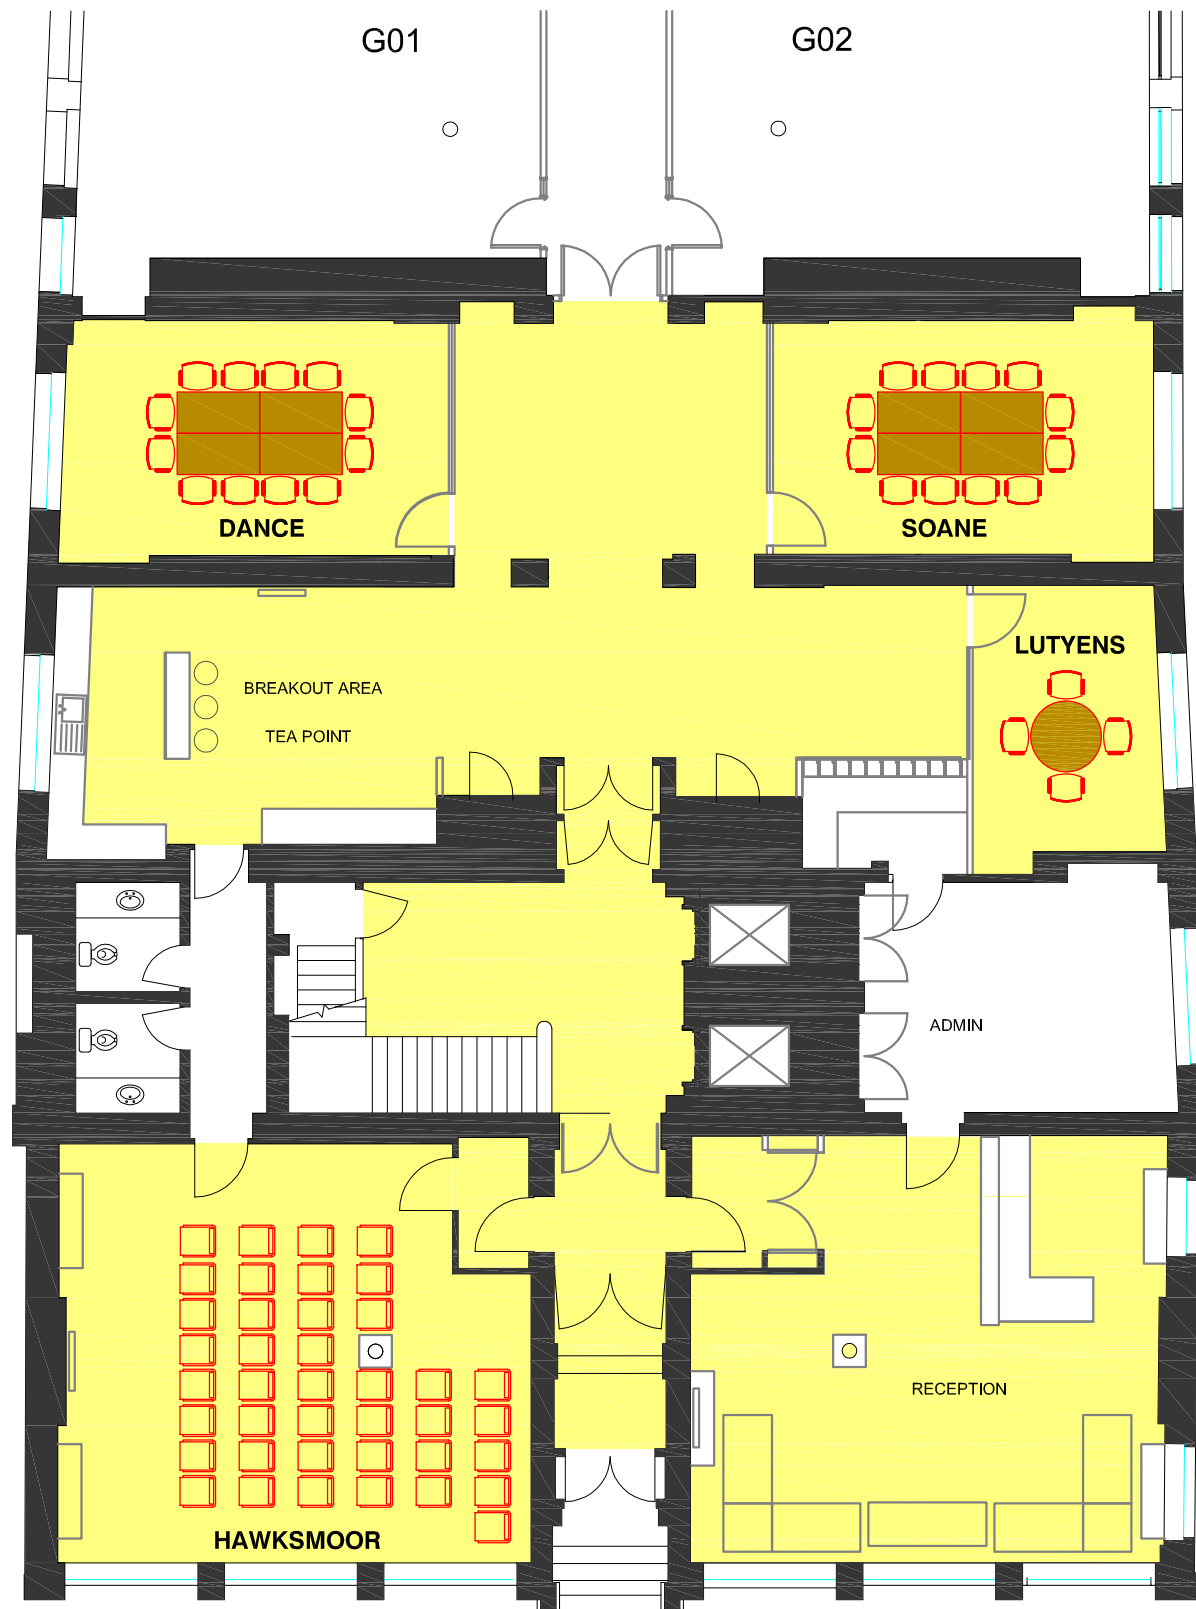 G01
G02
DANCE
SOANE
LUTYENS
BREAKOUT AREA
TEA POINT
ADMIN
RECEPTION
HAWKSMOOR